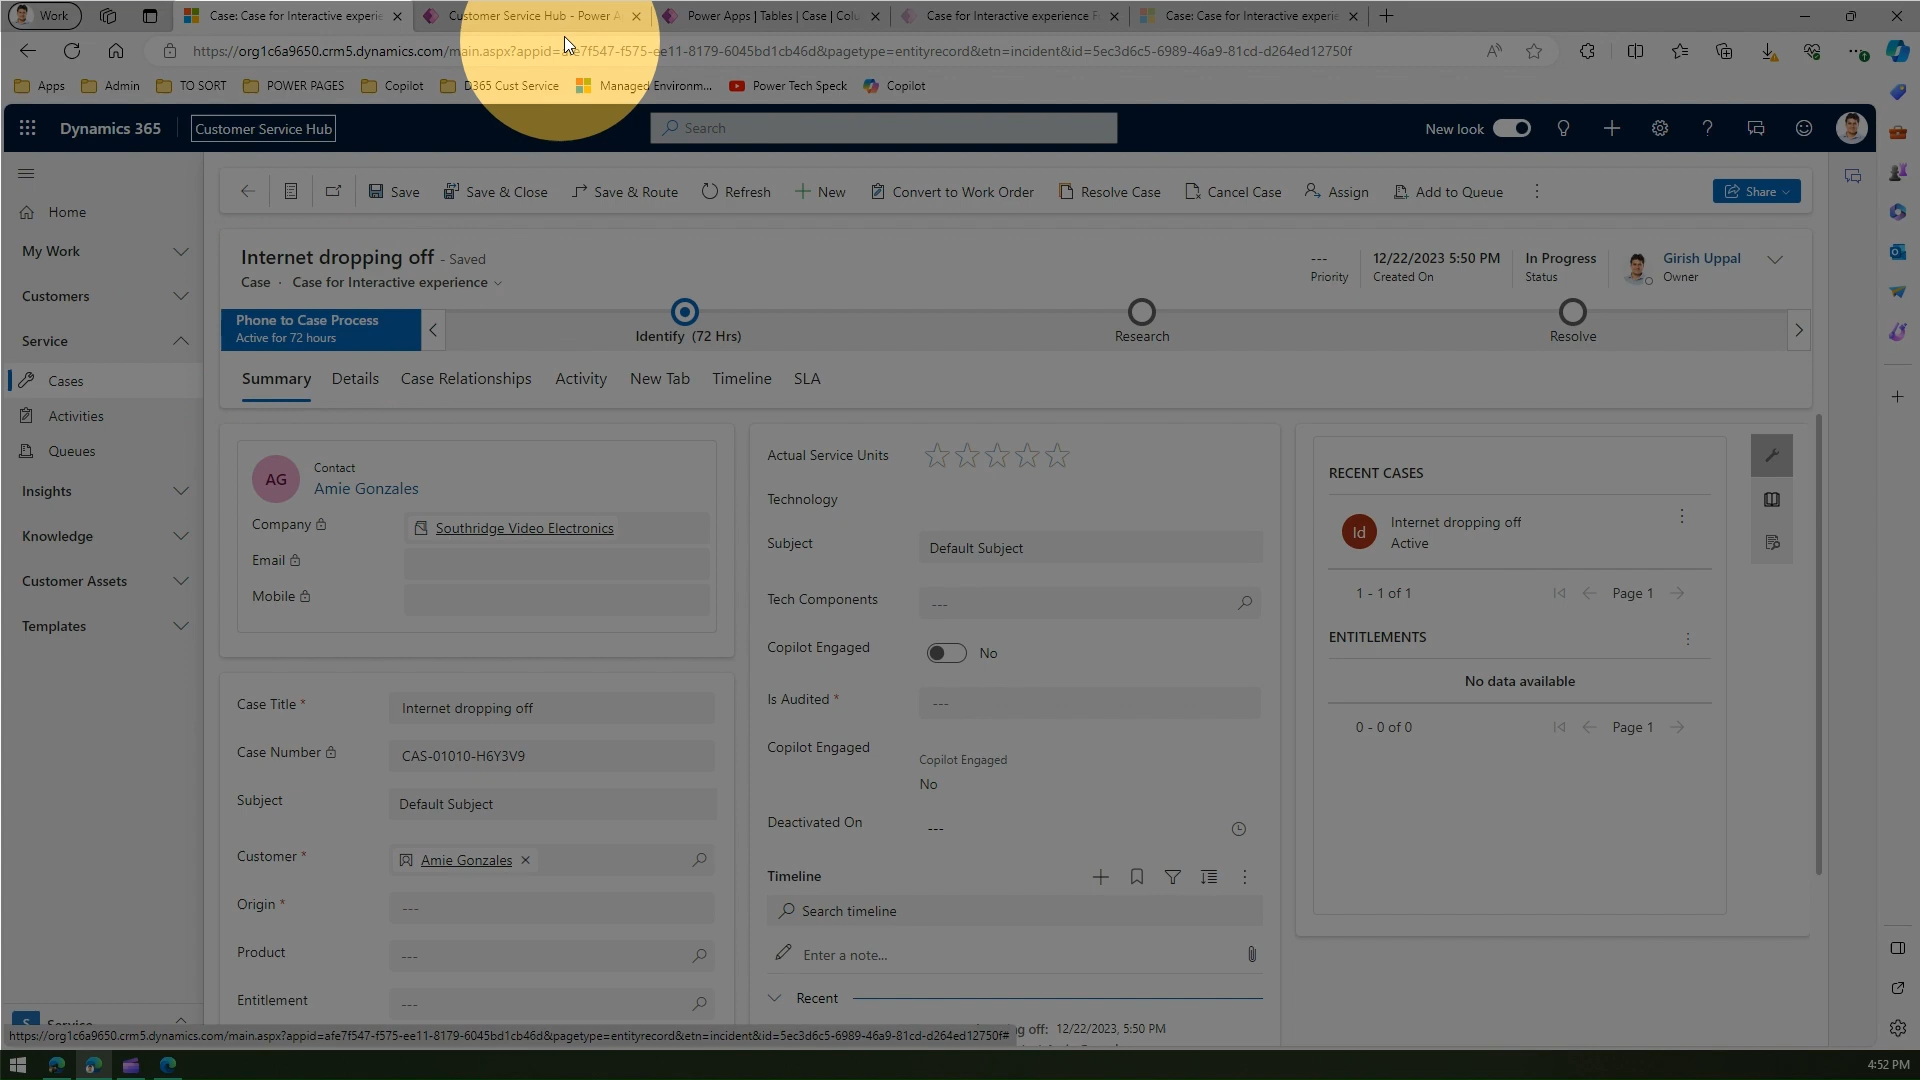 Work
Case: Case for Interactive experie
Customer Service Hub - Power A
Power Apps | Tables | Case | Colu
Case for Interactive experience F
Case: Case for Interactive experie
https://org1c6a9650.crm5.dynamics.com/main.aspx?appid=afe7f547-f575-ee11-8179-6045bd1cb46d&pagetype=entityrecord&etn=incident&id=5ec3d6c5-6989-46a9-81cd-d264ed12750f
Apps
Admin
TO SORT
POWER PAGES
Copilot
D365 Cust Service
Managed Environm...
Power Tech Speck
Copilot
Dynamics 365
Customer Service Hub
Search
New look
Home
My Work
Customers
Service
Cases
Activities
Queues
Insights
Knowledge
Customer Assets
Templates
Save
Save & Close
Save & Route
Refresh
New
Convert to Work Order
Resolve Case
Cancel Case
Assign
Add to Queue
Share
Internet dropping off - Saved
Case · Case for Interactive experience
---
Priority
12/22/2023 5:50 PM
Created On
In Progress
Status
Girish Uppal
Owner
Phone to Case Process
Active for 72 hours
Identify (72 Hrs)
Research
Resolve
Summary
Details
Case Relationships
Activity
New Tab
Timeline
SLA
AG
Contact
Amie Gonzales
Company
Southridge Video Electronics
Email
Mobile
Case Title *
Internet dropping off
Case Number
CAS-01010-H6Y3V9
Subject
Default Subject
Customer *
Amie Gonzales
Origin *
---
Product
---
Entitlement
---
Actual Service Units
Technology
Subject
Default Subject
Tech Components
---
Copilot Engaged
No
Is Audited *
---
Copilot Engaged
Copilot Engaged
No
Deactivated On
---
Timeline
Search timeline
Enter a note...
Recent
12/22/2023, 5:50 PM
RECENT CASES
Id
Internet dropping off
Active
1 - 1 of 1
Page 1
ENTITLEMENTS
No data available
0 - 0 of 0
Page 1
https://org1c6a9650.crm5.dynamics.com/main.aspx?appid=afe7f547-f575-ee11-8179-6045bd1cb46d&pagetype=entityrecord&etn=incident&id=5ec3d6c5-6989-46a9-81cd-d264ed12750f#
4:52 PM